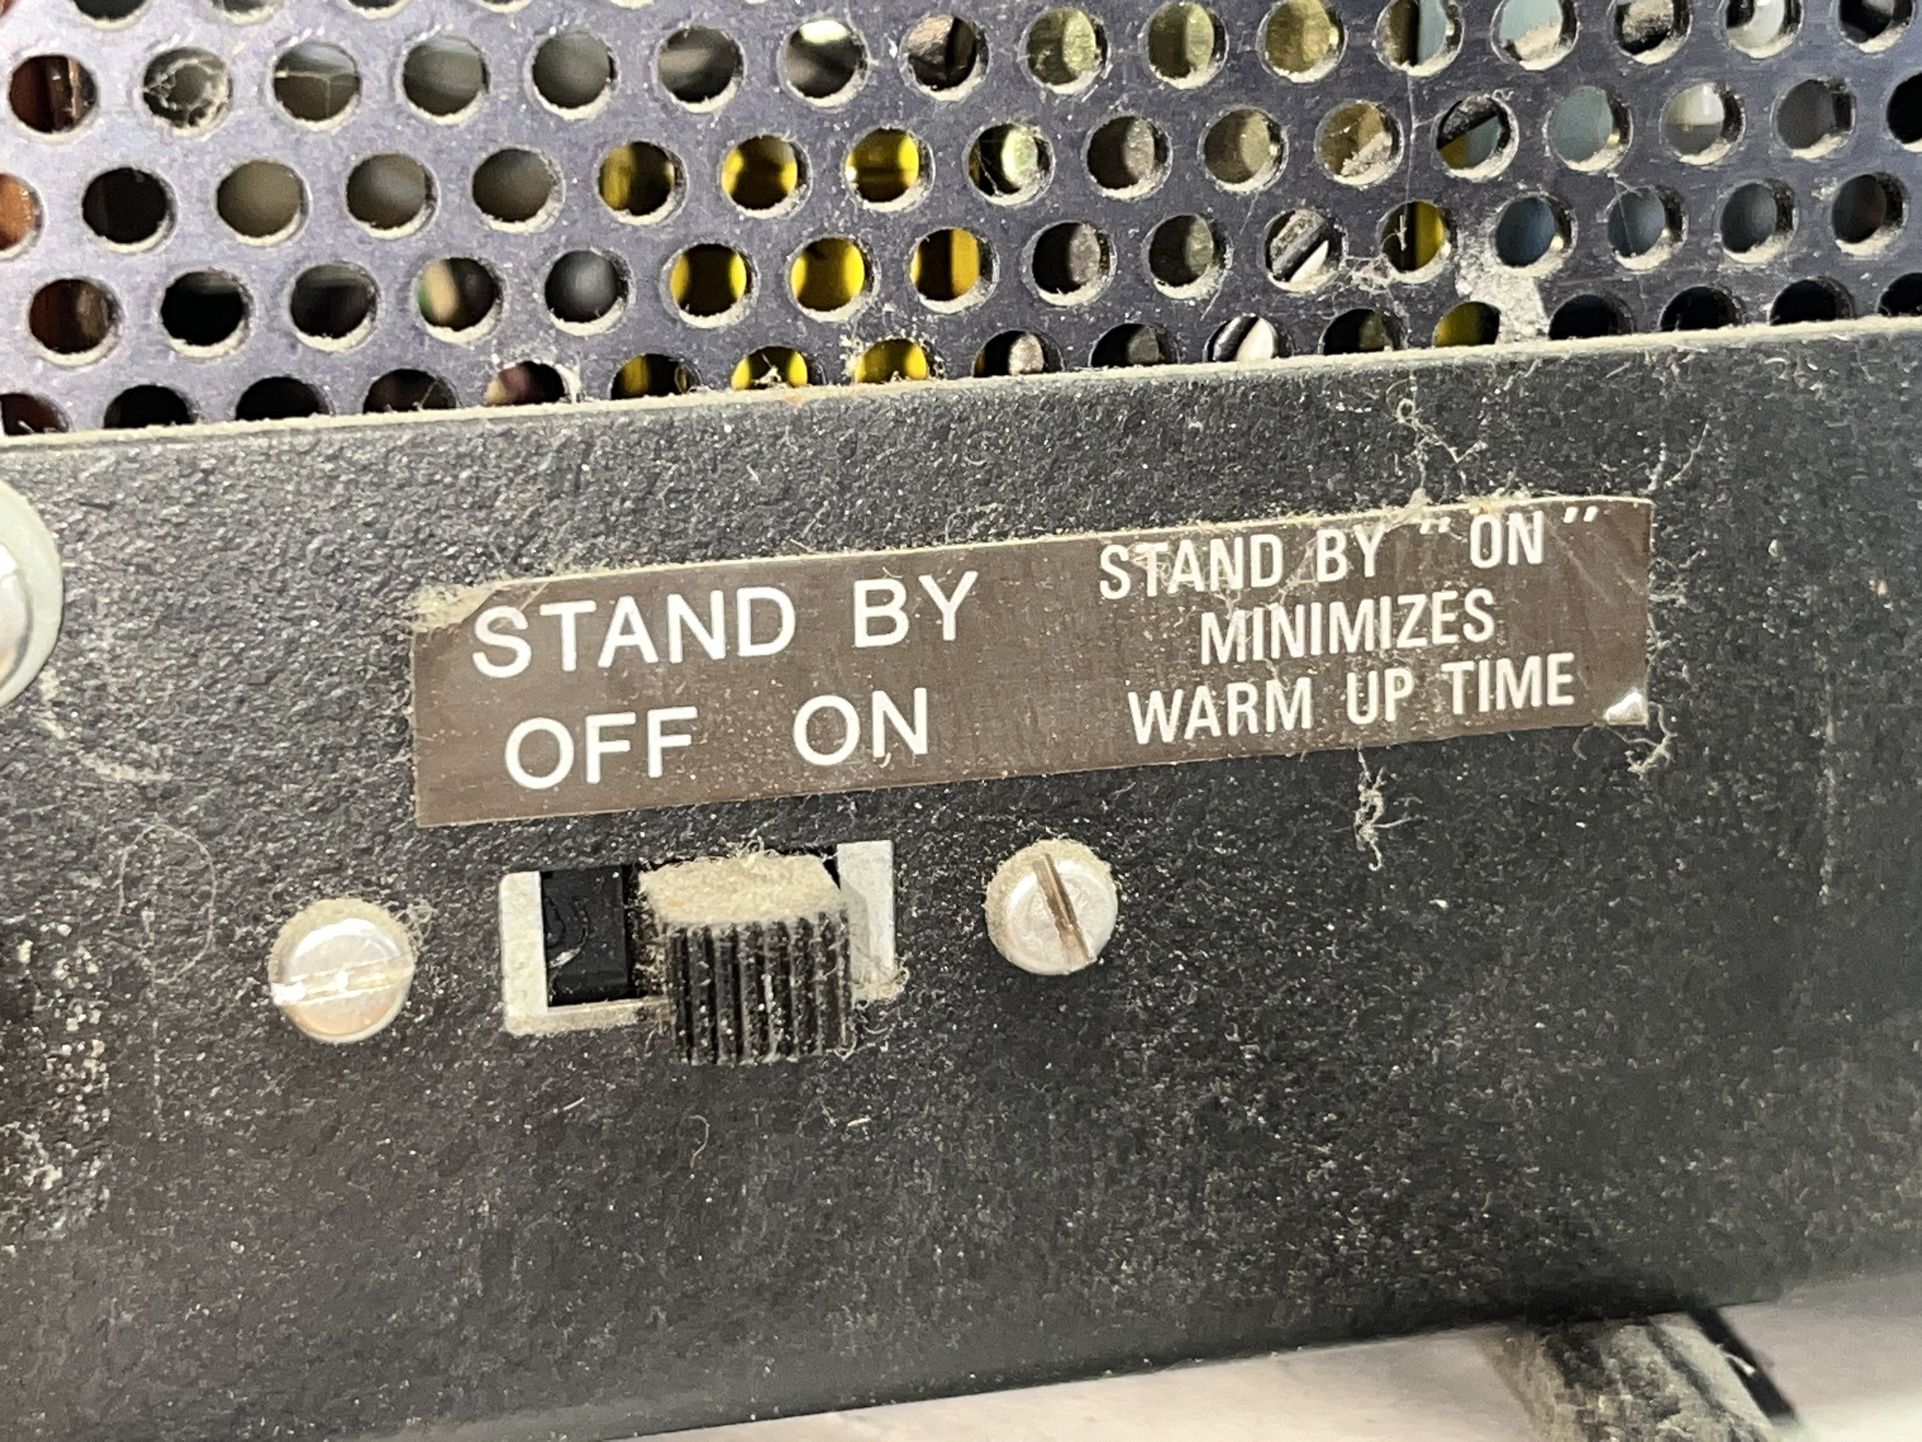 STAND BY
OFF ON
STAND BY "ON"
MINIMIZES
WARM UP TIME